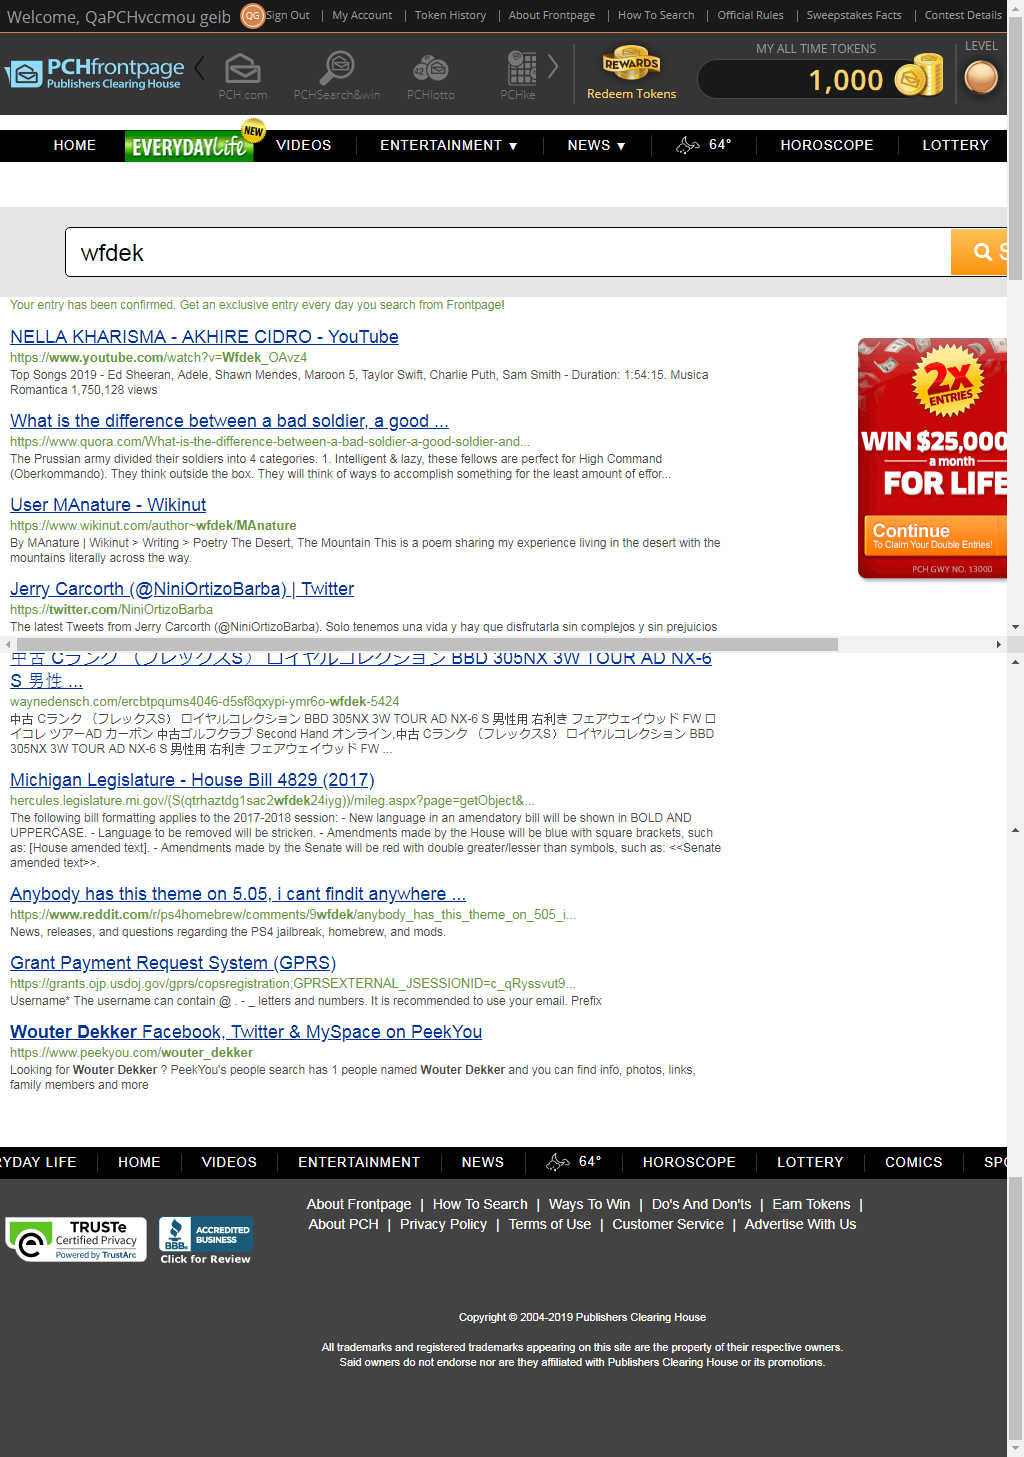 Welcome, QaPCHvccmou geib QG Sign Out | My Account | Token History | About Frontpage | How To Search | Official Rules | Sweepstakes Facts | Contest Details
PCHfrontpage
Publishers Clearing House
PCH.com PCHSearch&win PCHlotto PCHke
REWARDS
Redeem Tokens
MY ALL TIME TOKENS
1,000
LEVEL
HOME EVERYDAY Life NEW VIDEOS ENTERTAINMENT ▼ NEWS ▼ 64° HOROSCOPE LOTTERY
wfdek
Your entry has been confirmed. Get an exclusive entry every day you search from Frontpage!
NELLA KHARISMA - AKHIRE CIDRO - YouTube
https://www.youtube.com/watch?v=Wfdek_OAvz4
Top Songs 2019 - Ed Sheeran, Adele, Shawn Mendes, Maroon 5, Taylor Swift, Charlie Puth, Sam Smith - Duration: 1:54:15. Musica
Romantica 1,750,128 views
What is the difference between a bad soldier, a good ...
https://www.quora.com/What-is-the-difference-between-a-bad-soldier-a-good-soldier-and...
The Prussian army divided their soldiers into 4 categories. 1. Intelligent & lazy, these fellows are perfect for High Command
(Oberkommando). They think outside the box. They will think of ways to accomplish something for the least amount of effor...
User MAnature - Wikinut
https://www.wikinut.com/author~wfdek/MAnature
By MAnature | Wikinut > Writing > Poetry The Desert, The Mountain This is a poem sharing my experience living in the desert with the
mountains literally across the way.
Jerry Carcorth (@NiniOrtizoBarba) | Twitter
https://twitter.com/NiniOrtizoBarba
The latest Tweets from Jerry Carcorth (@NiniOrtizoBarba). Solo tenemos una vida y hay que disfrutarla sin complejos y sin prejuicios
2X
ENTRIES
WIN $25,000
a month
FOR LIFE
Continue
To Claim Your Double Entries!
PCH GWY NO. 13000
中古 Cランク （フレックスS） ロイヤルコレクション BBD 305NX 3W TOUR AD NX-6
S 男性 ...
waynedensch.com/ercbtpqums4046-d5sf8qxypi-ymr6o-wfdek-5424
中古 Cランク （フレックスS） ロイヤルコレクション BBD 305NX 3W TOUR AD NX-6 S 男性用 右利き フェアウェイウッド FW ロ
イコレ ツアーAD カーボン 中古ゴルフクラブ Second Hand オンライン,中古 Cランク （フレックスS） ロイヤルコレクション BBD
305NX 3W TOUR AD NX-6 S 男性用 右利き フェアウェイウッド FW ...
Michigan Legislature - House Bill 4829 (2017)
hercules.legislature.mi.gov/(S(qtrhaztdg1sac2wfdek24iyg))/mileg.aspx?page=getObject&...
The following bill formatting applies to the 2017-2018 session: - New language in an amendatory bill will be shown in BOLD AND
UPPERCASE. - Language to be removed will be stricken. - Amendments made by the House will be blue with square brackets, such
as: [House amended text]. - Amendments made by the Senate will be red with double greater/lesser than symbols, such as: <<Senate
amended text>>.
Anybody has this theme on 5.05, i cant findit anywhere ...
https://www.reddit.com/r/ps4homebrew/comments/9wfdek/anybody_has_this_theme_on_505_i...
News, releases, and questions regarding the PS4 jailbreak, homebrew, and mods.
Grant Payment Request System (GPRS)
https://grants.ojp.usdoj.gov/gprs/copsregistration;GPRSEXTERNAL_JSESSIONID=c_qRyssvut9...
Username* The username can contain @ . - _ letters and numbers. It is recommended to use your email. Prefix
Wouter Dekker Facebook, Twitter & MySpace on PeekYou
https://www.peekyou.com/wouter_dekker
Looking for Wouter Dekker ? PeekYou's people search has 1 people named Wouter Dekker and you can find info, photos, links,
family members and more
RYDAY LIFE HOME VIDEOS ENTERTAINMENT NEWS 64° HOROSCOPE LOTTERY COMICS SPO
About Frontpage | How To Search | Ways To Win | Do's And Don'ts | Earn Tokens |
About PCH | Privacy Policy | Terms of Use | Customer Service | Advertise With Us
TRUSTe
Certified Privacy
Powered by TrustArc
BBB
ACCREDITED
BUSINESS
Click for Review
Copyright © 2004-2019 Publishers Clearing House
All trademarks and registered trademarks appearing on this site are the property of their respective owners.
Said owners do not endorse nor are they affiliated with Publishers Clearing House or its promotions.